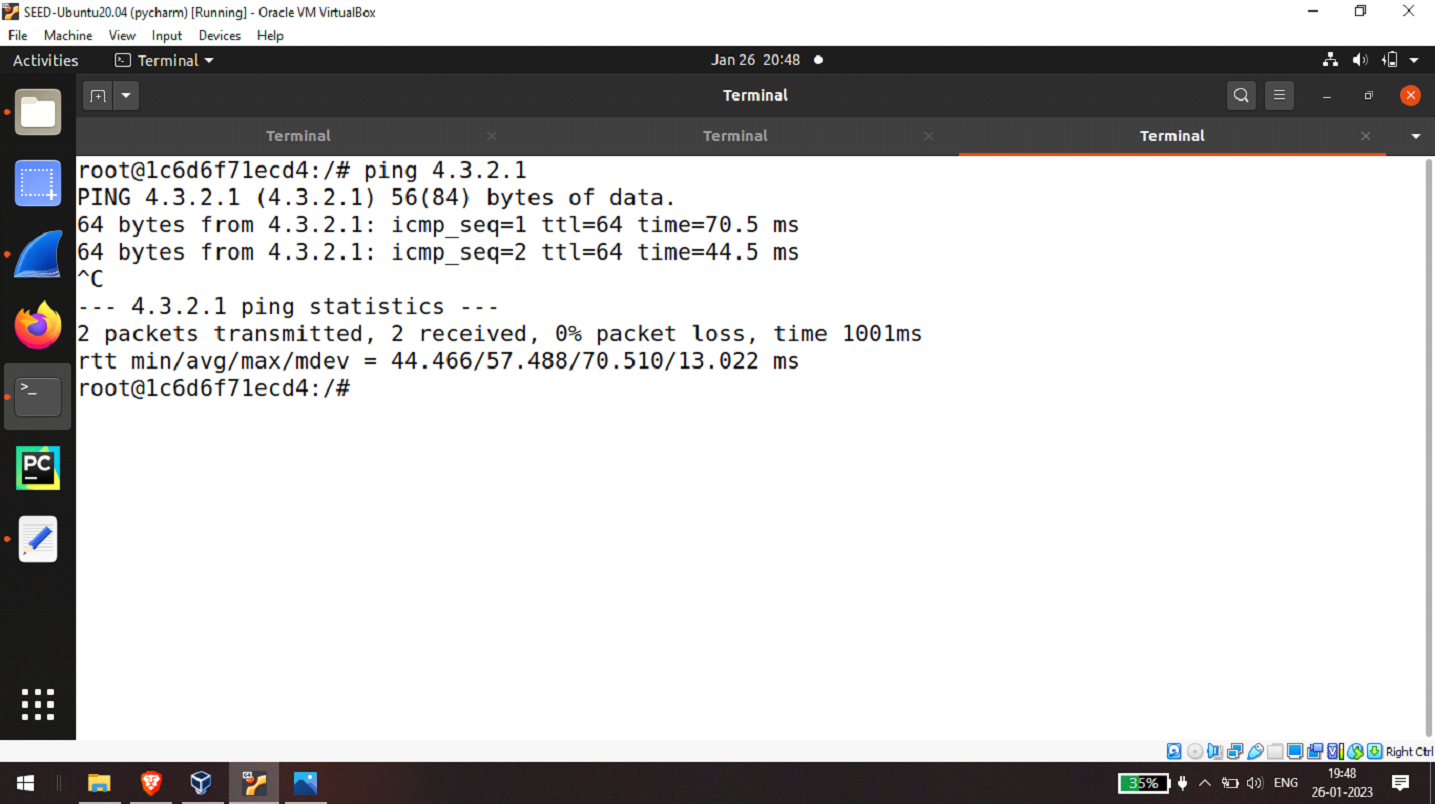 SEED-Ubuntu20.04 (pycharm) [Running] - Oracle VM VirtualBox
File Machine View Input Devices Help
Activities Terminal Jan 26 20:48
Terminal
Terminal Terminal Terminal
root@1c6d6f71ecd4:/# ping 4.3.2.1
PING 4.3.2.1 (4.3.2.1) 56(84) bytes of data.
64 bytes from 4.3.2.1: icmp_seq=1 ttl=64 time=70.5 ms
64 bytes from 4.3.2.1: icmp_seq=2 ttl=64 time=44.5 ms
^C
--- 4.3.2.1 ping statistics ---
2 packets transmitted, 2 received, 0% packet loss, time 1001ms
rtt min/avg/max/mdev = 44.466/57.488/70.510/13.022 ms
root@1c6d6f71ecd4:/#
PC
Right Ctrl
64
35% ENG 19:48
26-01-2023